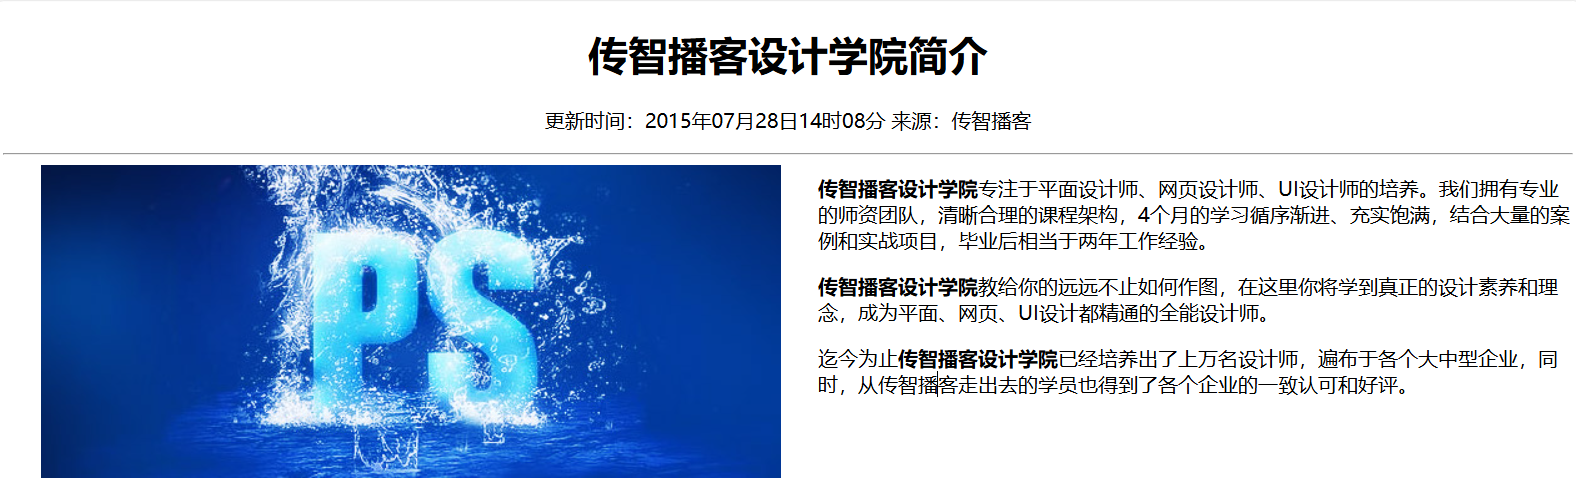 传智播客设计学院简介
更新时间：2015年07月28日14时08分 来源：传智播客
PS
传智播客设计学院专注于平面设计师、网页设计师、UI设计师的培养。我们拥有专业
的师资团队，清晰合理的课程架构，4个月的学习循序渐进、充实饱满，结合大量的案
例和实战项目，毕业后相当于两年工作经验。
传智播客设计学院教给你的远远不止如何作图，在这里你将学到真正的设计素养和理
念，成为平面、网页、UI设计都精通的全能设计师。
迄今为止传智播客设计学院已经培养出了上万名设计师，遍布于各个大中型企业，同
时，从传智播客走出去的学员也得到了各个企业的一致认可和好评。